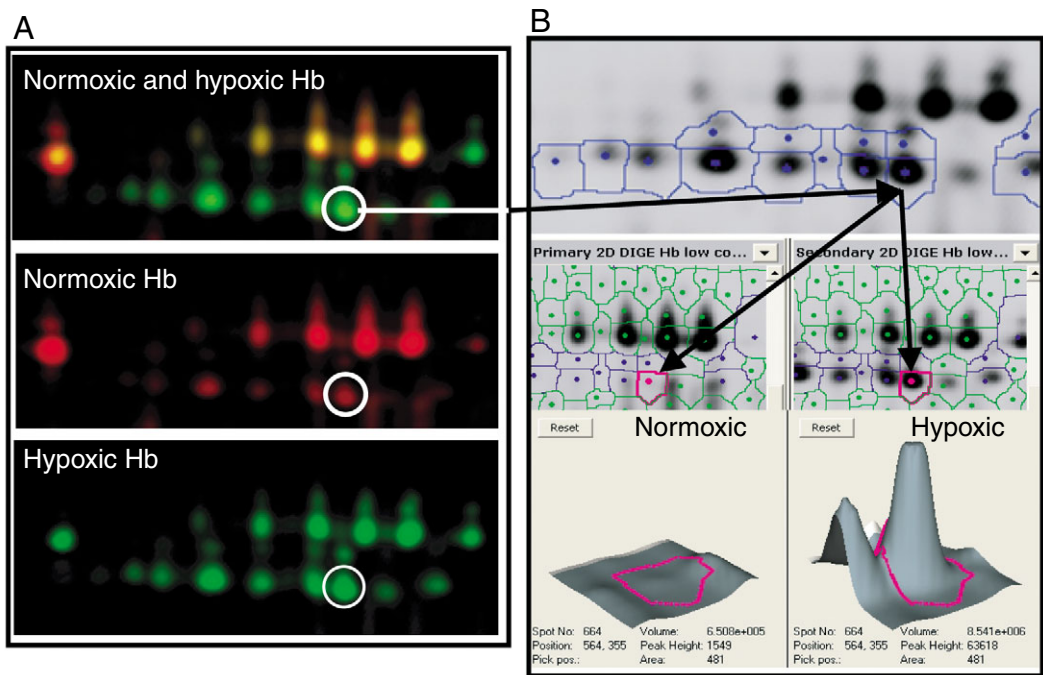 A
Normoxic and hypoxic Hb
Normoxic Hb
Hypoxic Hb
B
Primary 2D DIGE Hb low co...
Secondary 2D DIGE Hb low...
Reset
Normoxic
Reset
Hypoxic
Spot No: 664 Volume: 6.508e+005
Position: 564, 355 Peak Height: 1549
Pick pos.: Area: 481
Spot No: 664 Volume: 8.541e+006
Position: 564, 355 Peak Height: 63618
Pick pos.: Area: 481